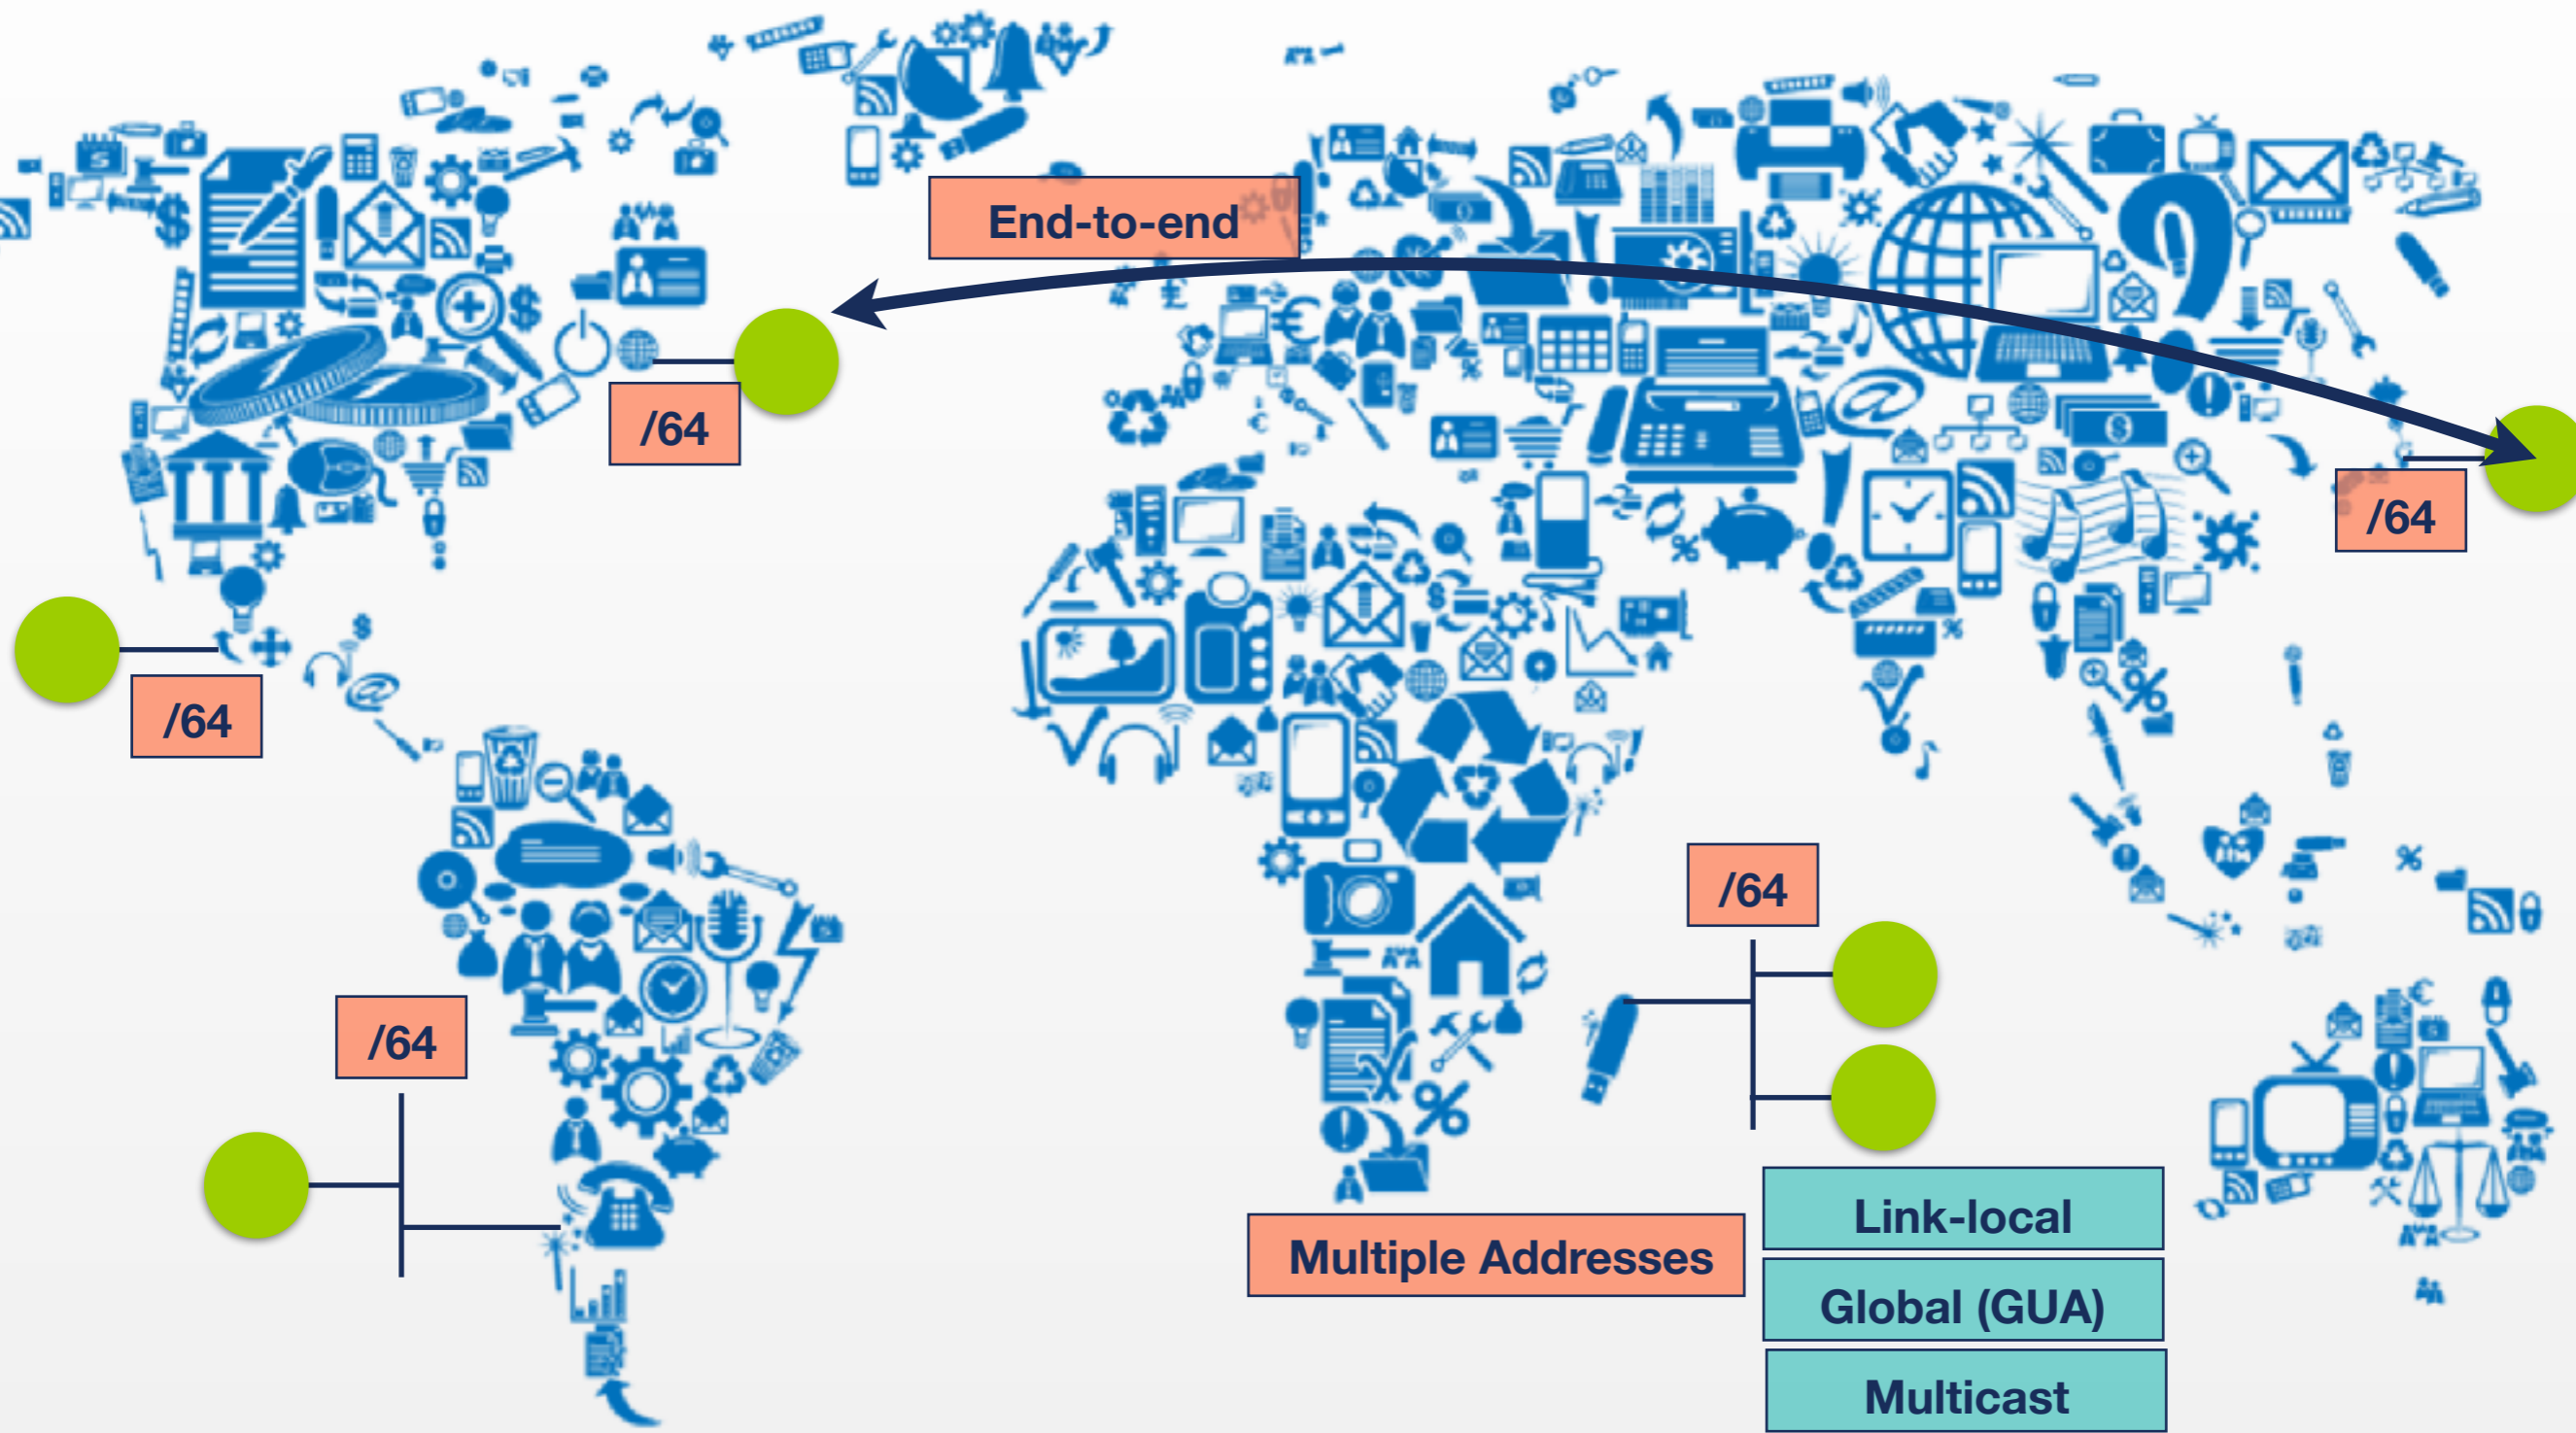 End-to-end
/64
/64
/64
/64
/64
Multiple Addresses
Link-local
Global (GUA)
Multicast